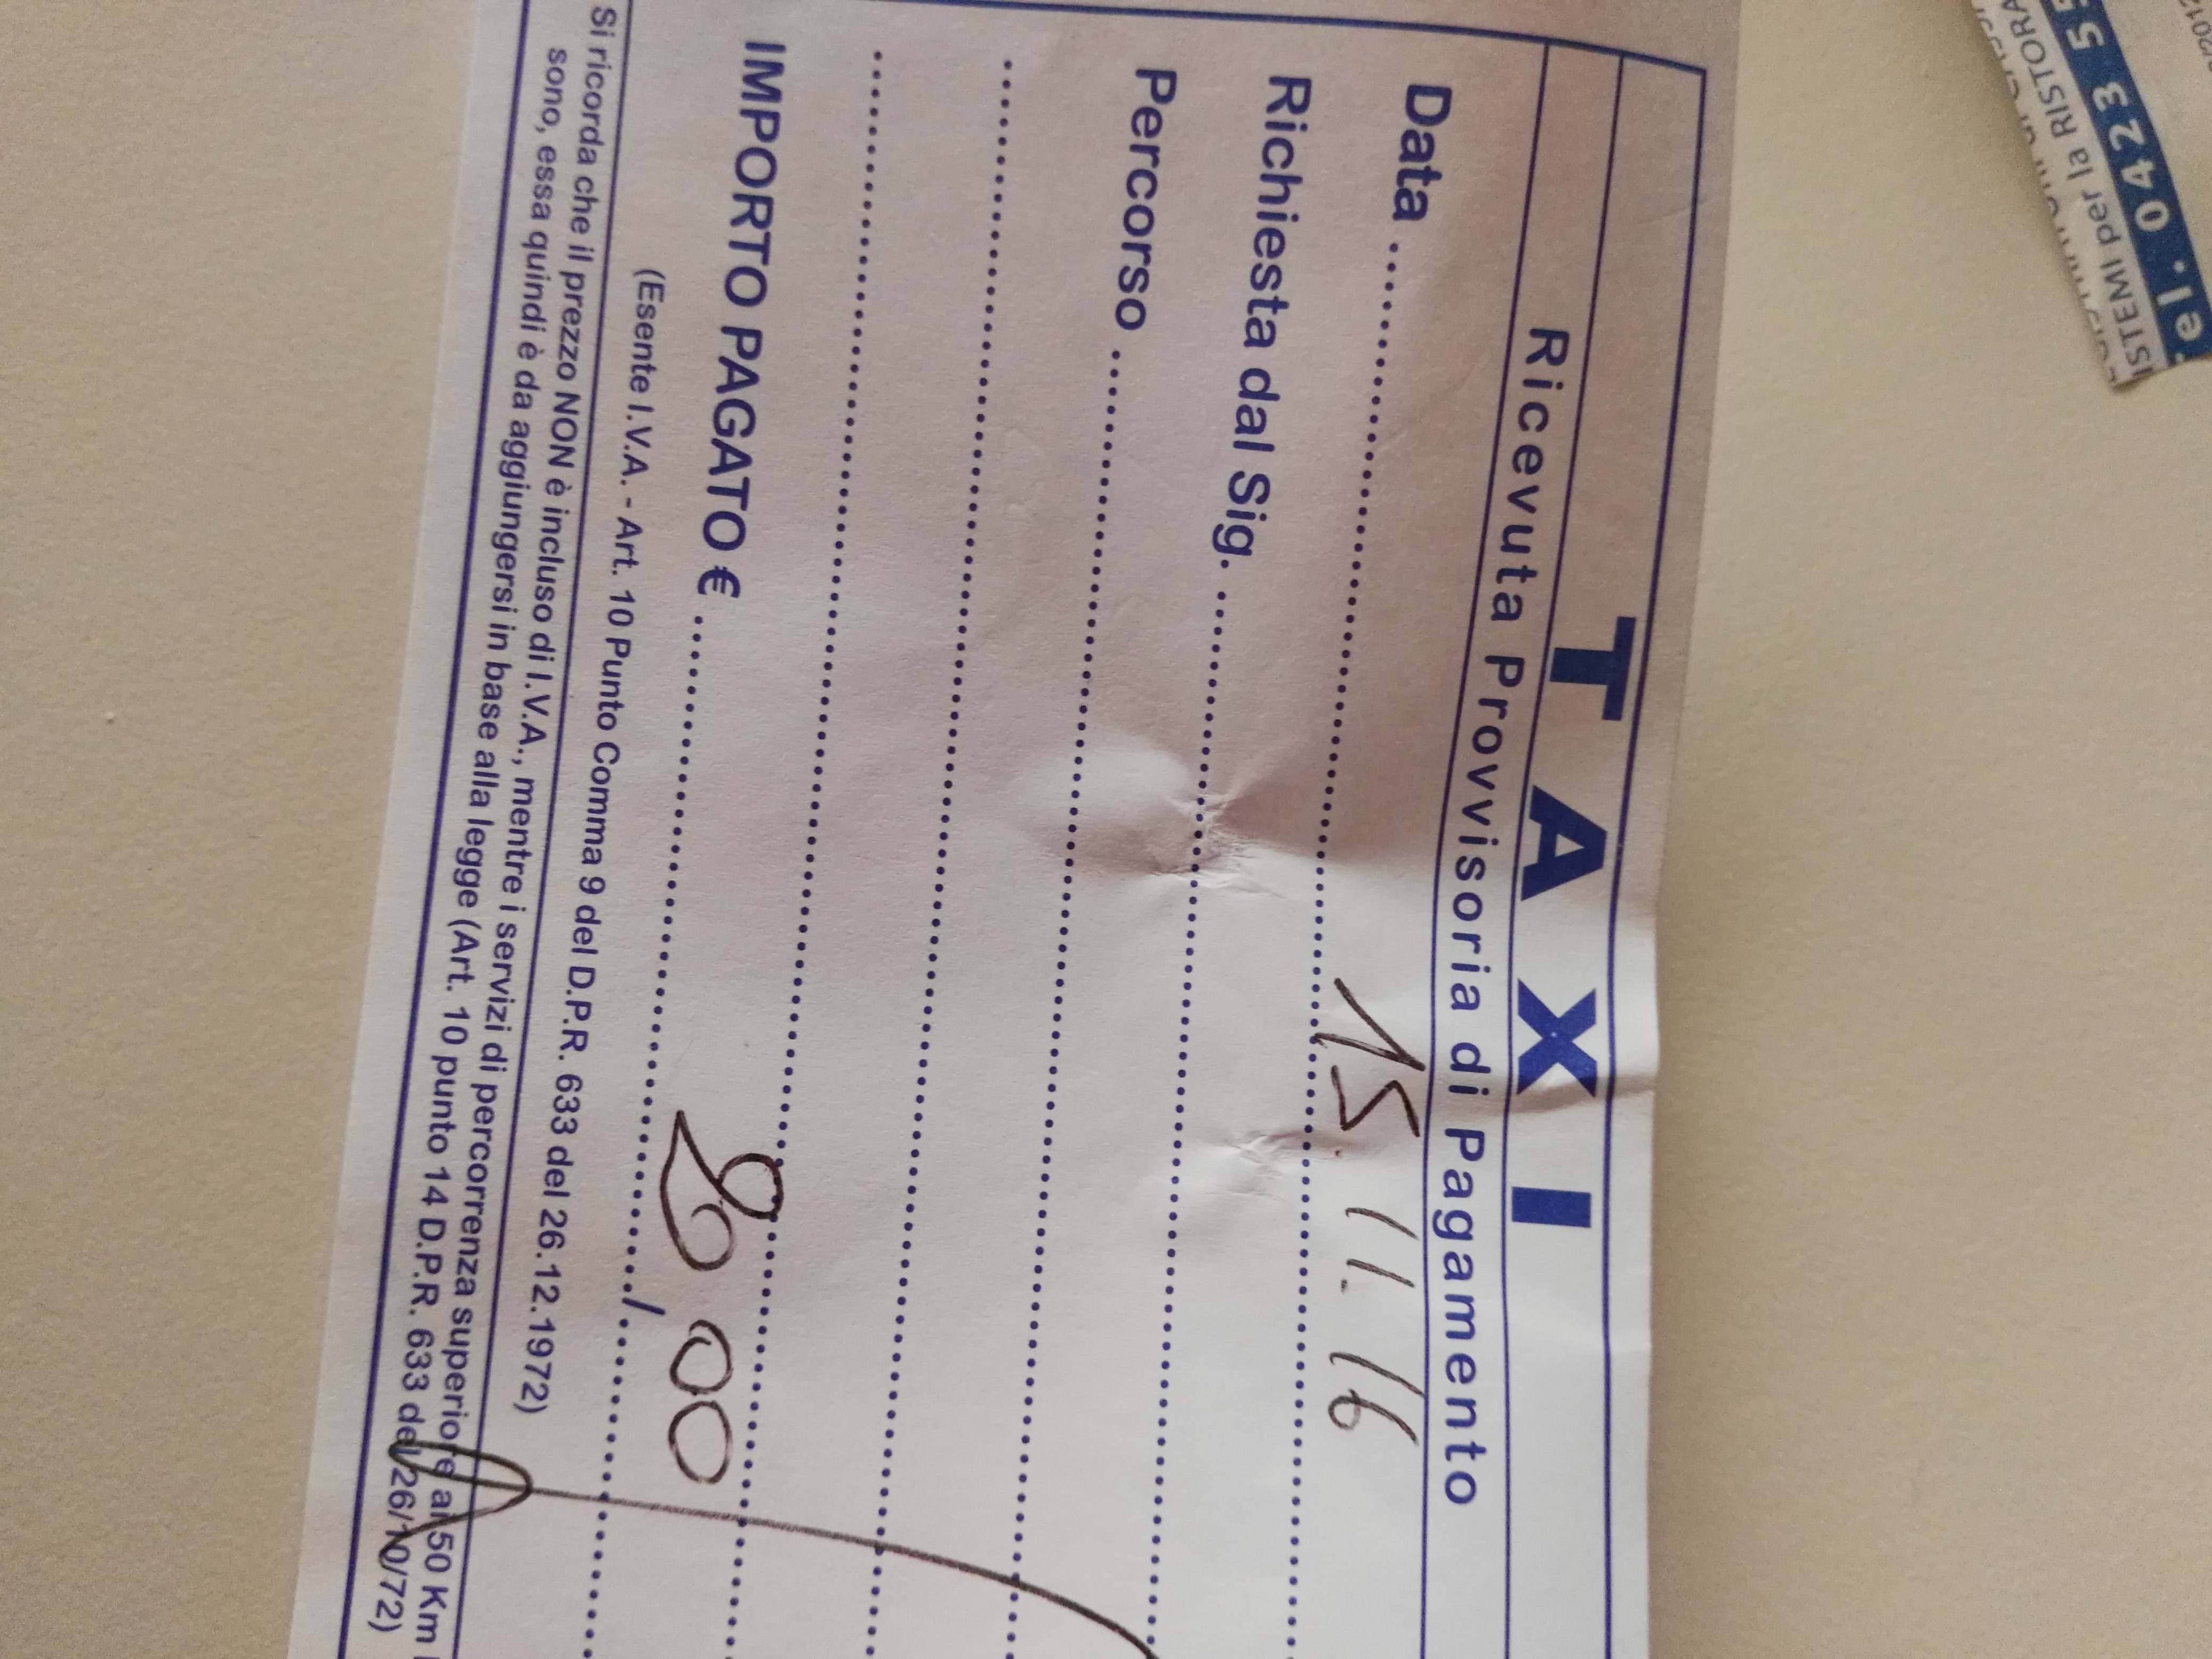 TAXI
Ricevuta Provvisoria di Pagamento
Data ........ 15. 11. 16
Richiesta dal Sig. ........
Percorso ........
IMPORTO PAGATO € ........ / 20 00
(Esente I.V.A. - Art. 10 Punto Comma 9 del D.P.R. 633 del 26.12.1972)
Si ricorda che il prezzo NON è incluso di I.V.A., mentre i servizi di percorrenza superiore ai 50 Km
sono, essa quindi è da aggiungersi in base alla legge (Art. 10 punto 14 D.P.R. 633 del 26/10/72)
STEMI per la RISTORA
el. 0423 55